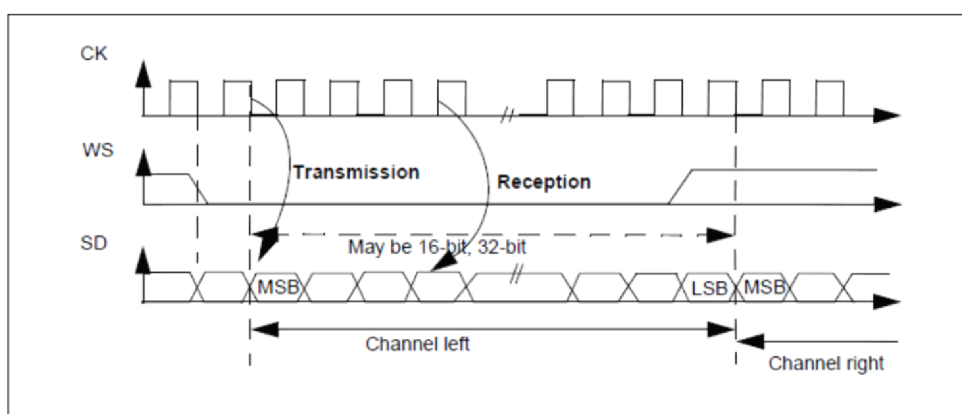 CK
WS
Transmission
Reception
May be 16-bit, 32-bit
SD
MSB
LSB
MSB
Channel left
Channel right